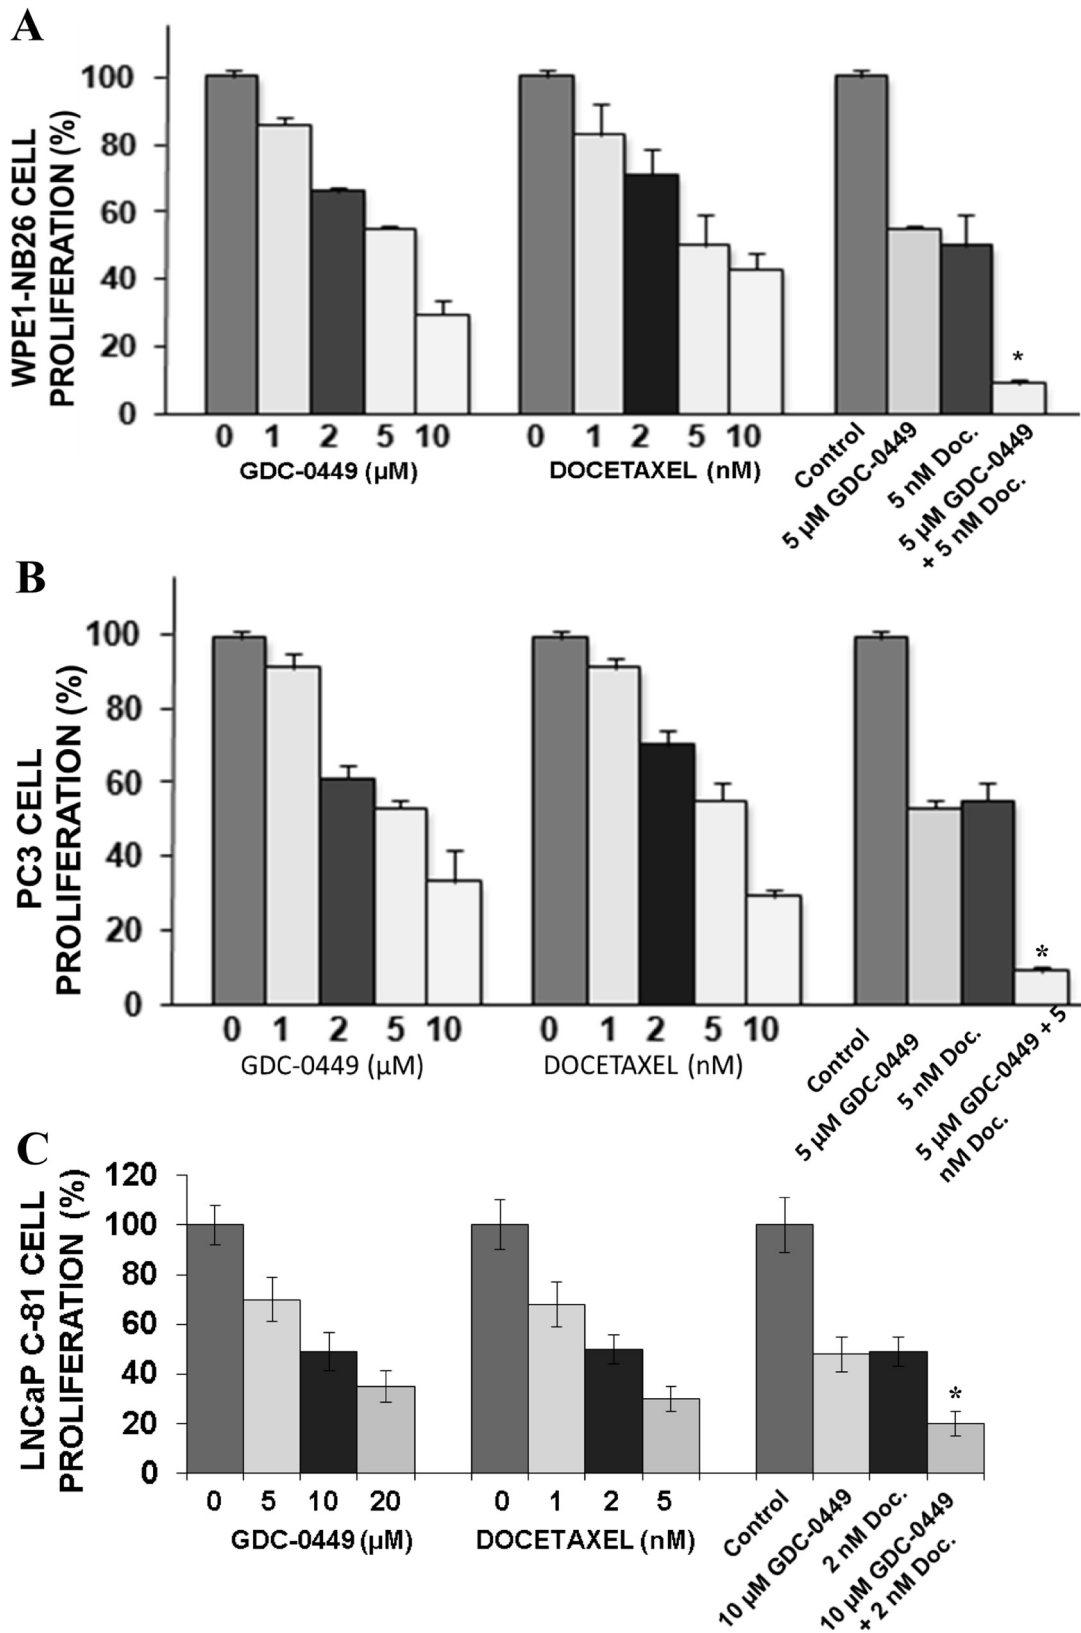 A
WPE1-NB26 CELL
PROLIFERATION (%)
100
80
60
40
20
0
0 1 2 5 10
GDC-0449 (µM)
0 1 2 5 10
DOCETAXEL (nM)
Control
5 µM GDC-0449
5 nM Doc.
5 µM GDC-0449
+ 5 nM Doc.
*
B
PC3 CELL
PROLIFERATION (%)
100
80
60
40
20
0
0 1 2 5 10
GDC-0449 (µM)
0 1 2 5 10
DOCETAXEL (nM)
Control
5 µM GDC-0449
5 nM Doc.
5 µM GDC-0449 + 5
nM Doc.
*
C
LNCaP C-81 CELL
PROLIFERATION (%)
120
100
80
60
40
20
0
0 5 10 20
GDC-0449 (µM)
0 1 2 5
DOCETAXEL (nM)
Control
10 µM GDC-0449
2 nM Doc.
10 µM GDC-0449
+ 2 nM Doc.
*